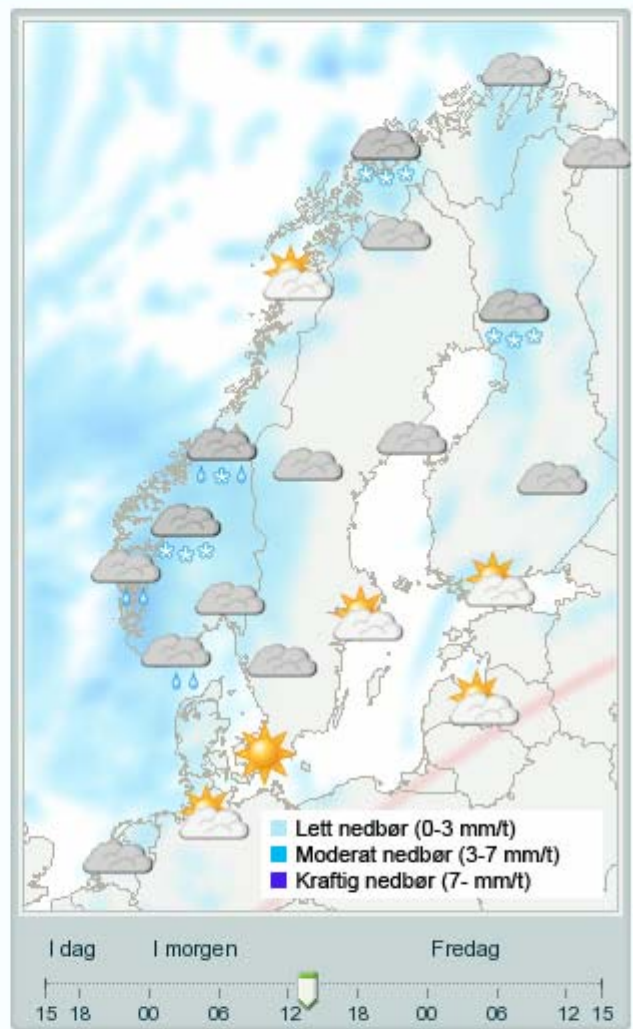 Lett nedbør (0-3 mm/t)
Moderat nedbør (3-7 mm/t)
Kraftig nedbør (7- mm/t)
I dag I morgen Fredag
15 18 00 06 12 18 00 06 12 15